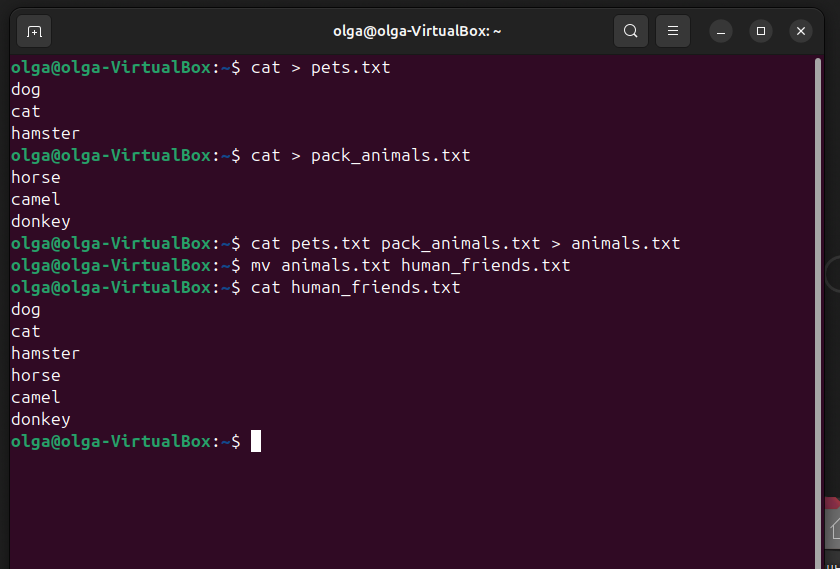 olga@olga-VirtualBox: ~
olga@olga-VirtualBox:~$ cat > pets.txt
dog
cat
hamster
olga@olga-VirtualBox:~$ cat > pack_animals.txt
horse
camel
donkey
olga@olga-VirtualBox:~$ cat pets.txt pack_animals.txt > animals.txt
olga@olga-VirtualBox:~$ mv animals.txt human_friends.txt
olga@olga-VirtualBox:~$ cat human_friends.txt
dog
cat
hamster
horse
camel
donkey
olga@olga-VirtualBox:~$